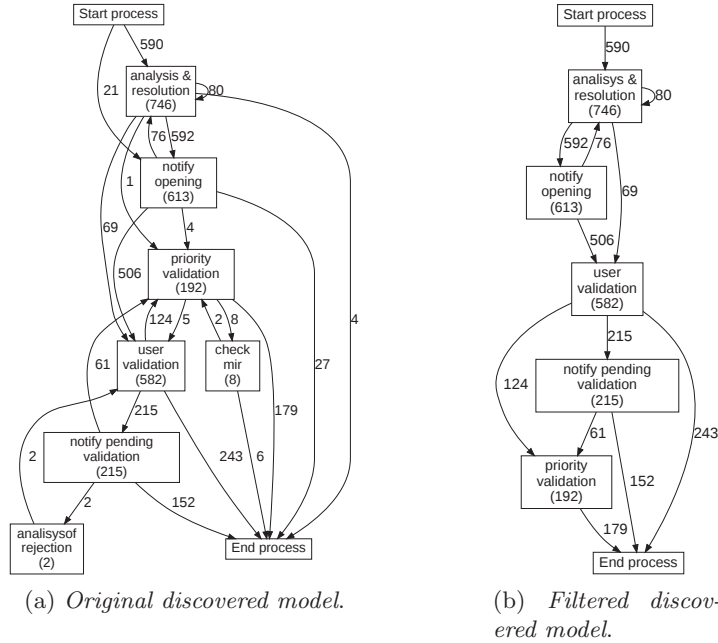 Start process
590
21
analysis &
resolution
(746)
80
76
592
notify
opening
(613)
1
4
69
506
priority
validation
(192)
124
5
2
8
4
user
validation
(582)
check
mir
(8)
61
27
179
215
2
243
6
notify pending
validation
(215)
2
152
analisysof
rejection
(2)
End process
(a) Original discovered model.
Start process
590
analisys &
resolution
(746)
80
592
76
notify
opening
(613)
69
506
user
validation
(582)
215
124
notify pending
validation
(215)
243
61
priority
validation
(192)
152
179
End process
(b) Filtered discov-
ered model.